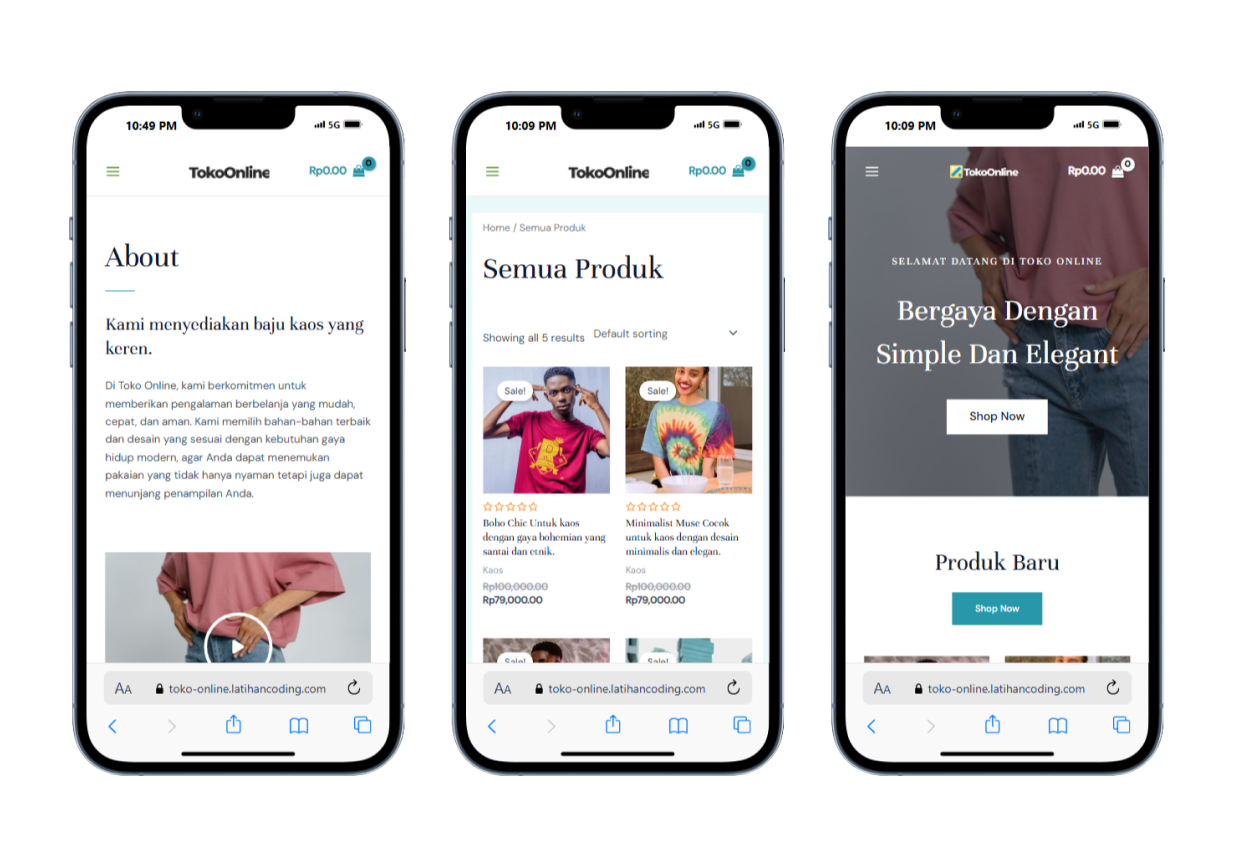 10:49 PM
5G
TokoOnline
Rp0.00
0
About
Kami menyediakan baju kaos yang
keren.
Di Toko Online, kami berkomitmen untuk
memberikan pengalaman berbelanja yang mudah,
cepat, dan aman. Kami memilih bahan-bahan terbaik
dan desain yang sesuai dengan kebutuhan gaya
hidup modern, agar Anda dapat menemukan
pakaian yang tidak hanya nyaman tetapi juga dapat
menunjang penampilan Anda.
AA
toko-online.latihancoding.com
10:09 PM
5G
TokoOnline
Rp0.00
0
Home / Semua Produk
Semua Produk
Showing all 5 results
Default sorting
Sale!
Boho Chic Untuk kaos
dengan gaya bohemian yang
santai dan etnik.
Kaos
Rp100,000.00
Rp79,000.00
Sale!
Minimalist Muse Cocok
untuk kaos dengan desain
minimalis dan elegan.
Kaos
Rp100,000.00
Rp79,000.00
Sale!
Sale!
AA
toko-online.latihancoding.com
10:09 PM
5G
TokoOnline
Rp0.00
0
SELAMAT DATANG DI TOKO ONLINE
Bergaya Dengan
Simple Dan Elegant
Shop Now
Produk Baru
Shop Now
AA
toko-online.latihancoding.com